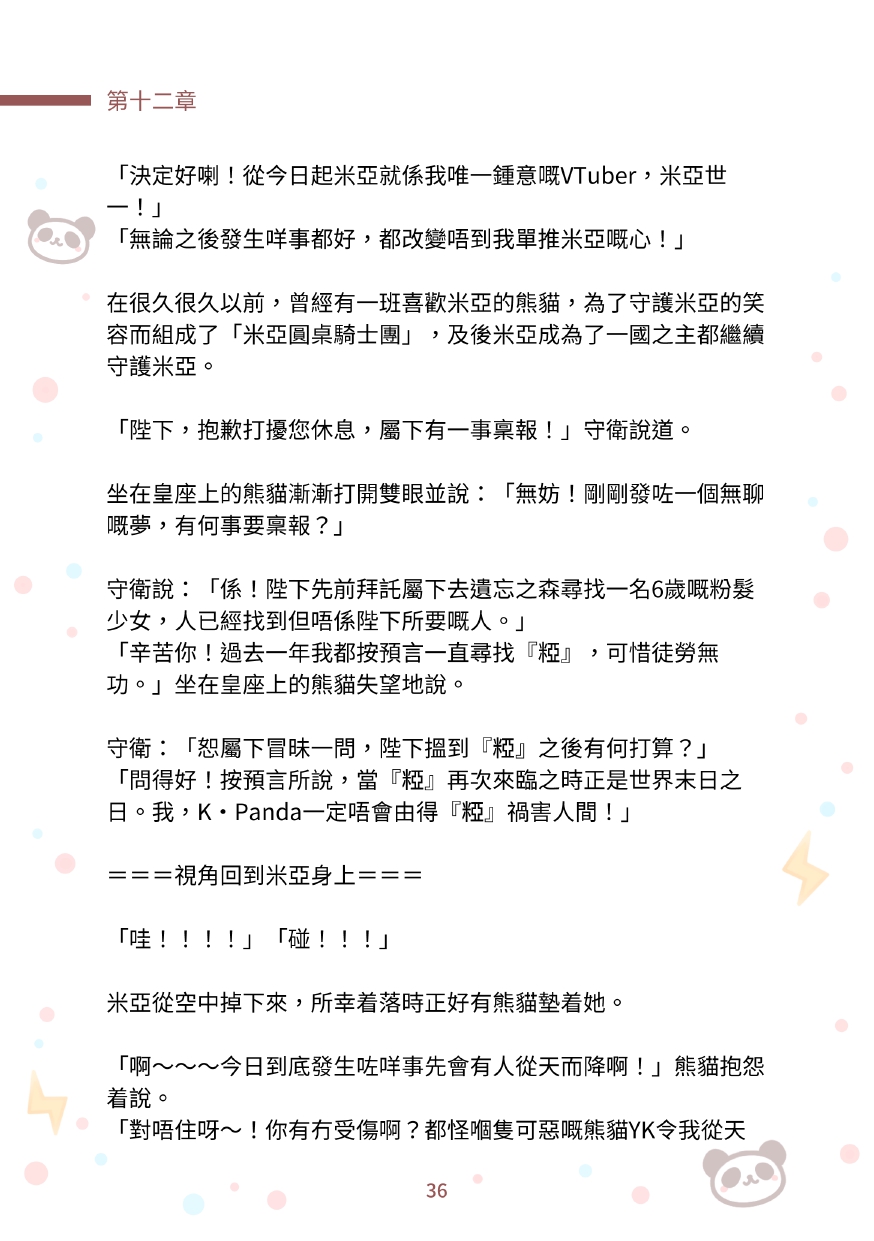 第十二章
「決定好喇！從今日起米亞就係我唯一鍾意嘅VTuber，米亞世
一！」
「無論之後發生咩事都好，都改變唔到我單推米亞嘅心！」
在很久很久以前，曾經有一班喜歡米亞的熊貓，為了守護米亞的笑
容而組成了「米亞圓桌騎士團」，及後米亞成為了一國之主都繼續
守護米亞。
「陛下，抱歉打擾您休息，屬下有一事稟報！」守衛說道。
坐在皇座上的熊貓漸漸打開雙眼並說：「無妨！剛剛發咗一個無聊
嘅夢，有何事要稟報？」
守衛說：「係！陛下先前拜託屬下去遺忘之森尋找一名6歲嘅粉髮
少女，人已經找到但唔係陛下所要嘅人。」
「辛苦你！過去一年我都按預言一直尋找『糑』，可惜徒勞無
功。」坐在皇座上的熊貓失望地說。
守衛：「恕屬下冒昧一問，陛下搵到『糑』之後有何打算？」
「問得好！按預言所說，當『糑』再次來臨之時正是世界末日之
日。我，K・Panda一定唔會由得『糑』禍害人間！」
＝＝＝視角回到米亞身上＝＝＝
「哇！！！！」「碰！！！」
米亞從空中掉下來，所幸着落時正好有熊貓墊着她。
「啊～～～今日到底發生咗咩事先會有人從天而降啊！」熊貓抱怨
着說。
「對唔住呀～！你有冇受傷啊？都怪嗰隻可惡嘅熊貓YK令我從天
36